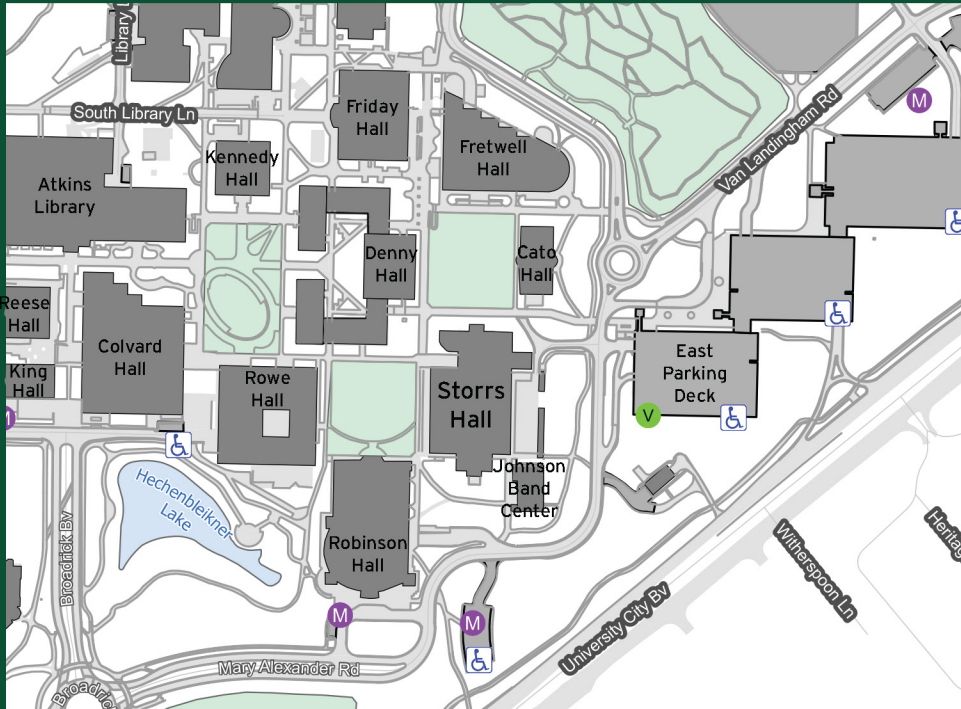 Library L
South Library Ln
Friday
Hall
Kennedy
Hall
Fretwell
Hall
Van Landingham Rd
M
Atkins
Library
Denny
Hall
Cato
Hall
Reese
Hall
Colvard
Hall
King
Hall
Rowe
Hall
Storrs
Hall
East
Parking
Deck
V
M
Johnson
Band
Center
Hechenbleikner
Lake
Robinson
Hall
Broadrick Bv
M
M
Witherspoon Ln
Heritag
University City Bv
Mary Alexander Rd
Broadrick